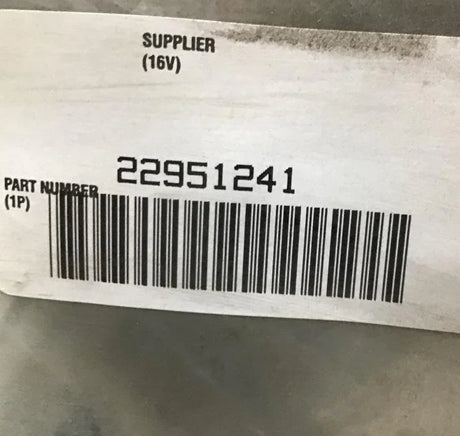 SUPPLIER
(16V)
22951241
PART NUMBER
(1P)